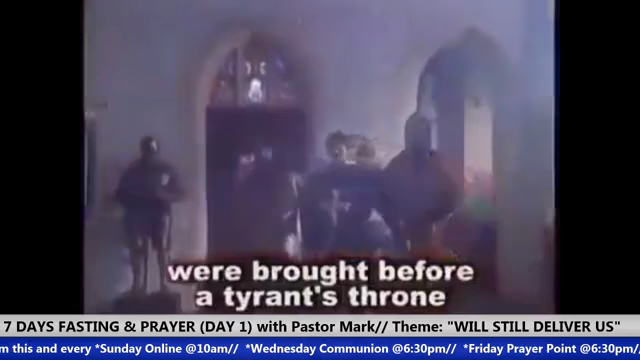 were brought before
a tyrant's throne
7 DAYS FASTING & PRAYER (DAY 1) with Pastor Mark// Theme: "WILL STILL DELIVER US"
this and every *Sunday Online @10am// *Wednesday Communion @6:30pm// *Friday Prayer Point @6:30pm/